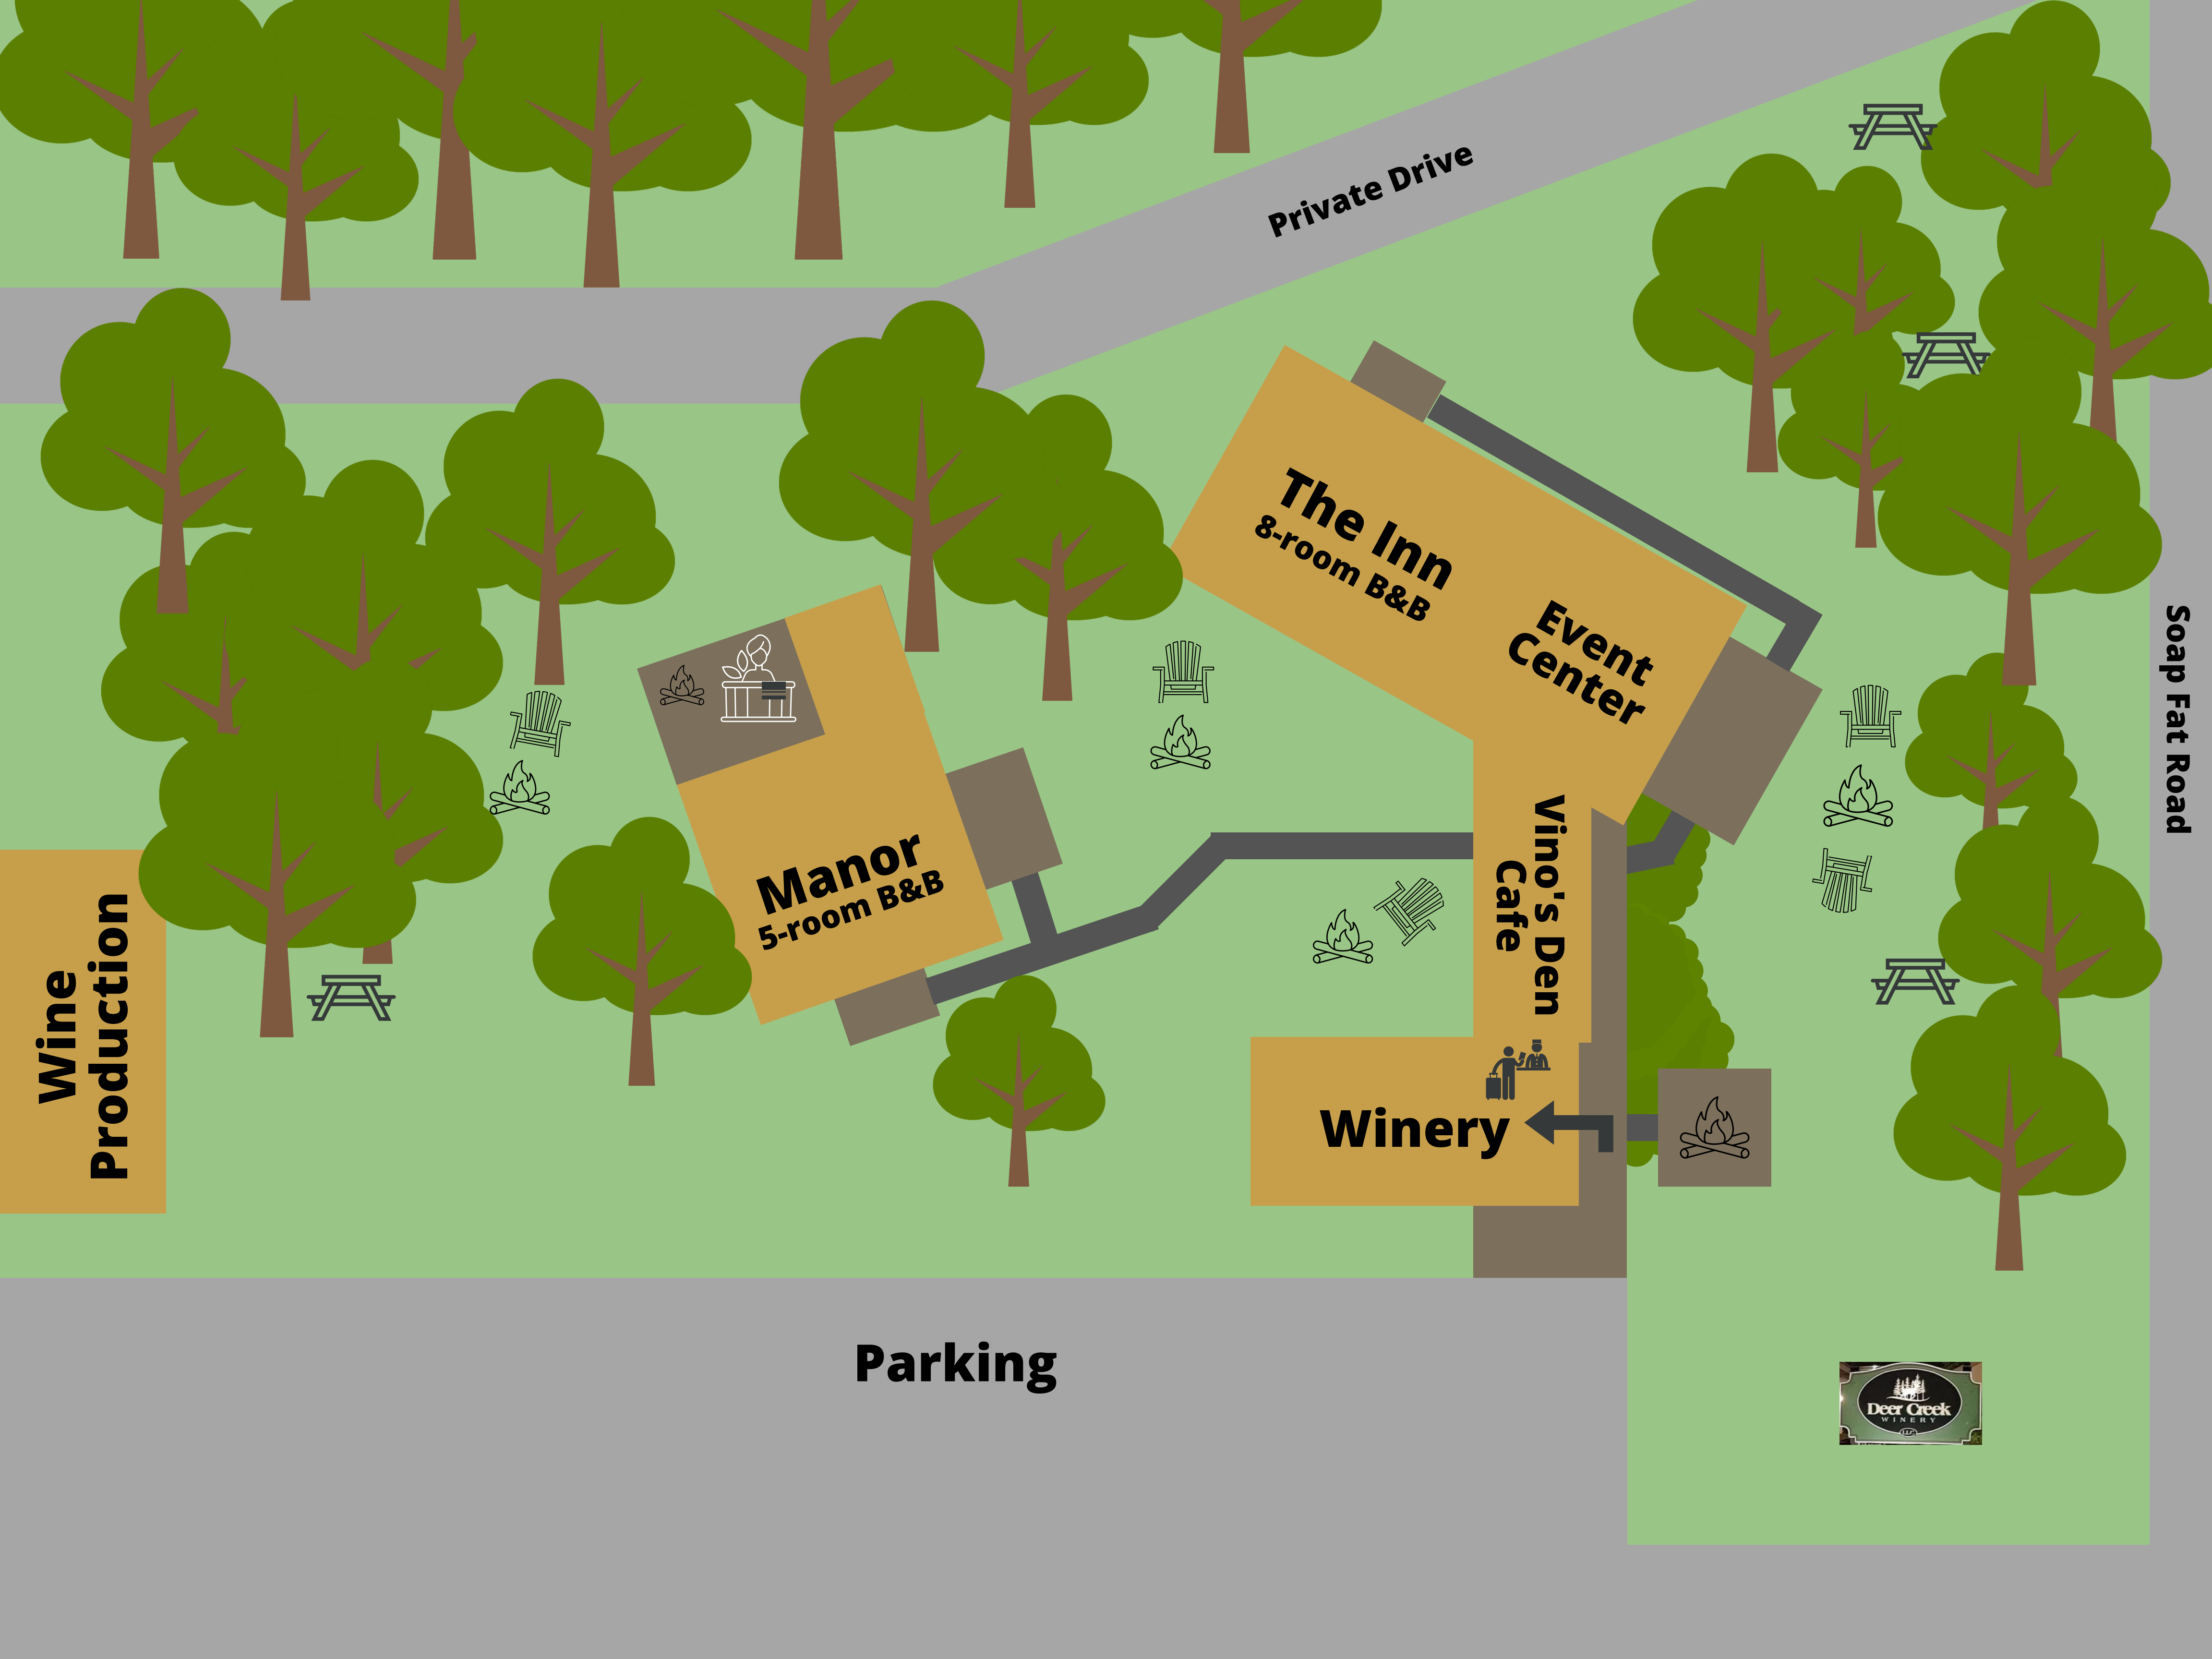 Private Drive
The Inn
8-room B&B
Event
Center
Soap Fat Road
Manor
5-room B&B
Vino's Den
Cafe
Wine
Production
Winery
Parking
Deer Creek
WINERY
LLC